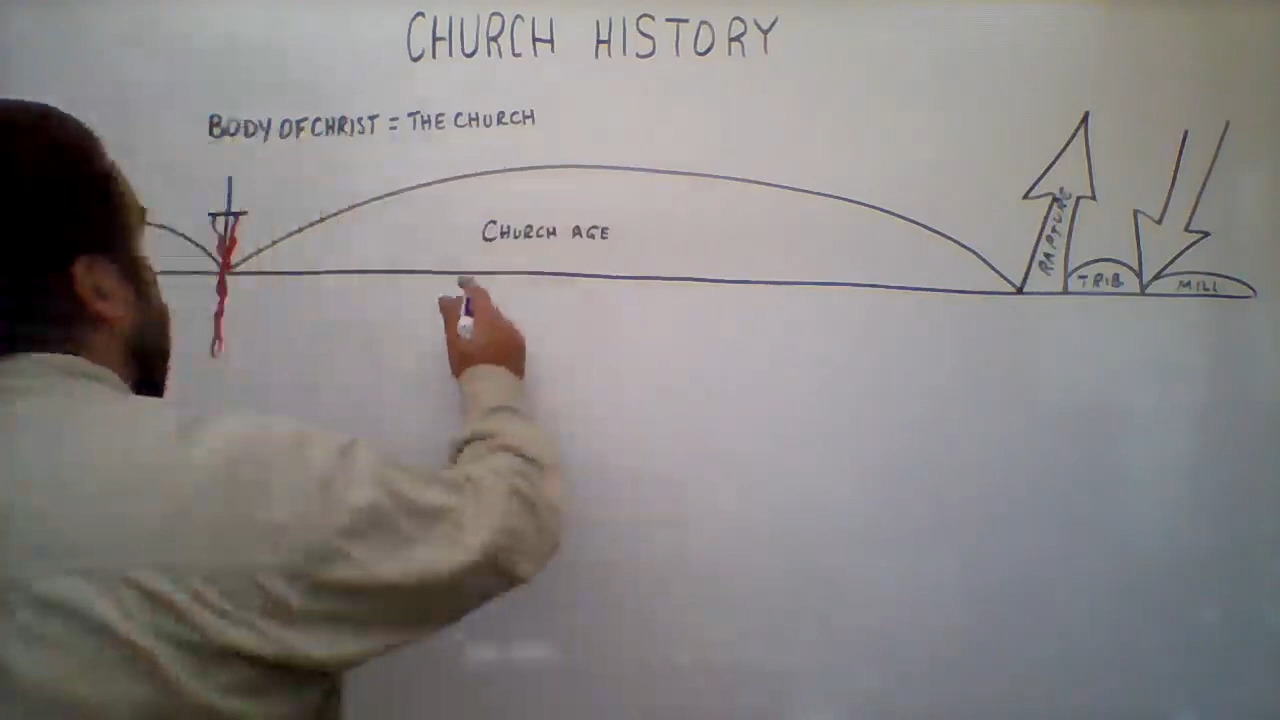 CHURCH HISTORY
BODY OF CHRIST = THE CHURCH
CHURCH AGE
RAPTURE
TRIB
MILL